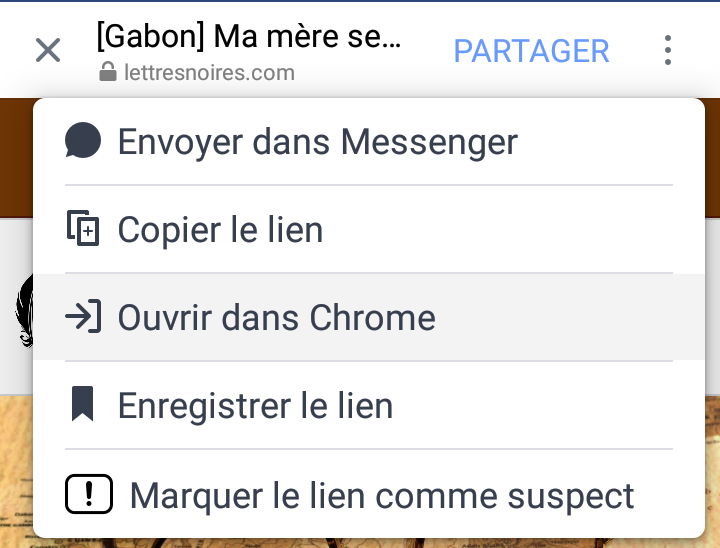 [Gabon] Ma mère se...
PARTAGER
lettresnoires.com
Envoyer dans Messenger
Copier le lien
Ouvrir dans Chrome
Enregistrer le lien
Marquer le lien comme suspect